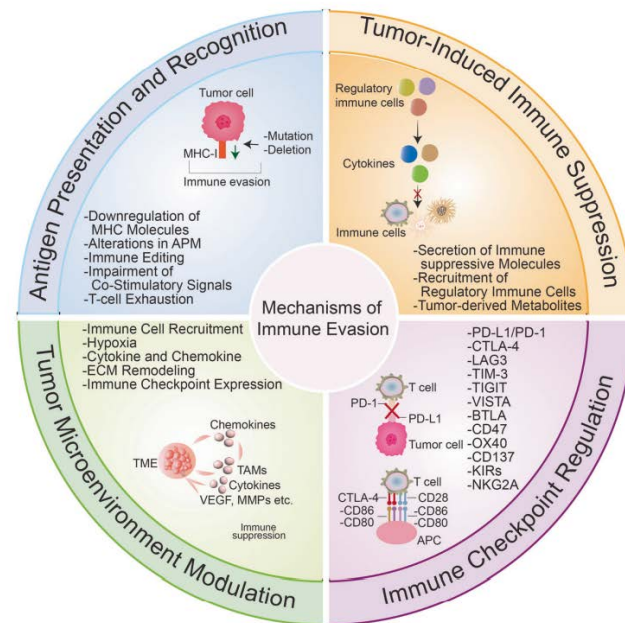 Antigen Presentation and Recognition
Tumor cell
MHC-I
-Mutation
-Deletion
Immune evasion
-Downregulation of
MHC Molecules
-Alterations in APM
-Immune Editing
-Impairment of
Co-Stimulatory Signals
-T-cell Exhaustion
Tumor-Induced Immune Suppression
Regulatory
immune cells
Cytokines
Immune cells
-Secretion of Immune
suppressive Molecules
-Recruitment of
Regulatory Immune Cells
-Tumor-derived Metabolites
Mechanisms of
Immune Evasion
Tumor Microenvironment Modulation
-Immune Cell Recruitment
-Hypoxia
-Cytokine and Chemokine
-ECM Remodeling
-Immune Checkpoint Expression
Chemokines
TME
TAMs
Cytokines
VEGF, MMPs etc.
Immune
suppression
Immune Checkpoint Regulation
T cell
PD-1
PD-L1
Tumor cell
T cell
CTLA-4
CD28
-CD86
-CD86
-CD80
-CD80
APC
-PD-L1/PD-1
-CTLA-4
-LAG3
-TIM-3
-TIGIT
-VISTA
-BTLA
-CD47
-OX40
-CD137
-KIRs
-NKG2A